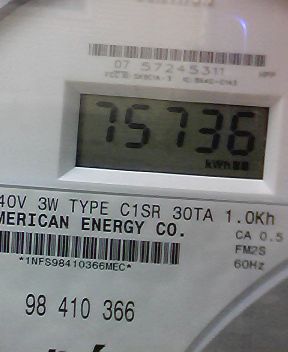 07 57245311
75736
kWh
40V 3W TYPE C1SR 30TA 1.0Kh
MERICAN ENERGY CO.
CA 0.5
FM2S
60Hz
*1NFS98410366MEC*
98 410 366